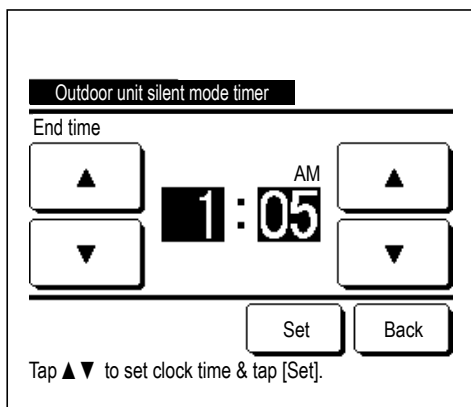 Outdoor unit silent mode timer
End time
▲ AM ▲
1 : 05
▼ ▼
Set Back
Tap ▲▼ to set clock time & tap [Set].